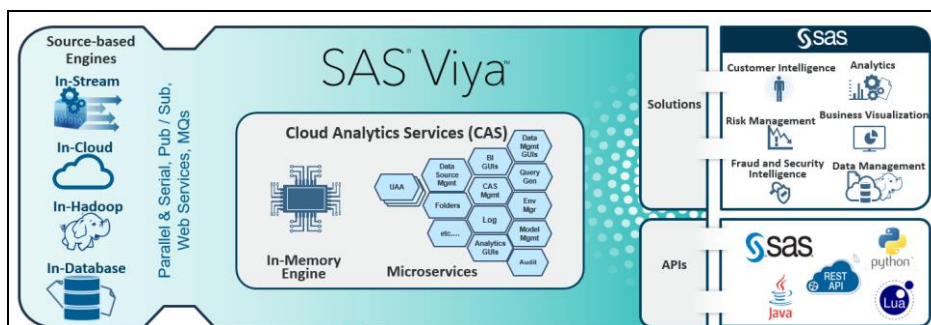 Source-based
Engines
In-Stream
In-Cloud
In-Hadoop
In-Database
Parallel & Serial, Pub / Sub,
Web Services, MQs
SAS® Viya™
Cloud Analytics Services (CAS)
In-Memory
Engine
UAA
Data
Source
Mgmt
Folders
etc....
BI
GUIs
CAS
Mgmt
Log
Analytics
GUIs
Data
Mgmt
GUIs
Query
Gen
Env
Mgr
Model
Mgmt
Audit
Microservices
Solutions
APIs
sas
Customer Intelligence
Analytics
Risk Management
Business Visualization
Fraud and Security
Intelligence
Data Management
sas
python
REST
API
Java
Lua